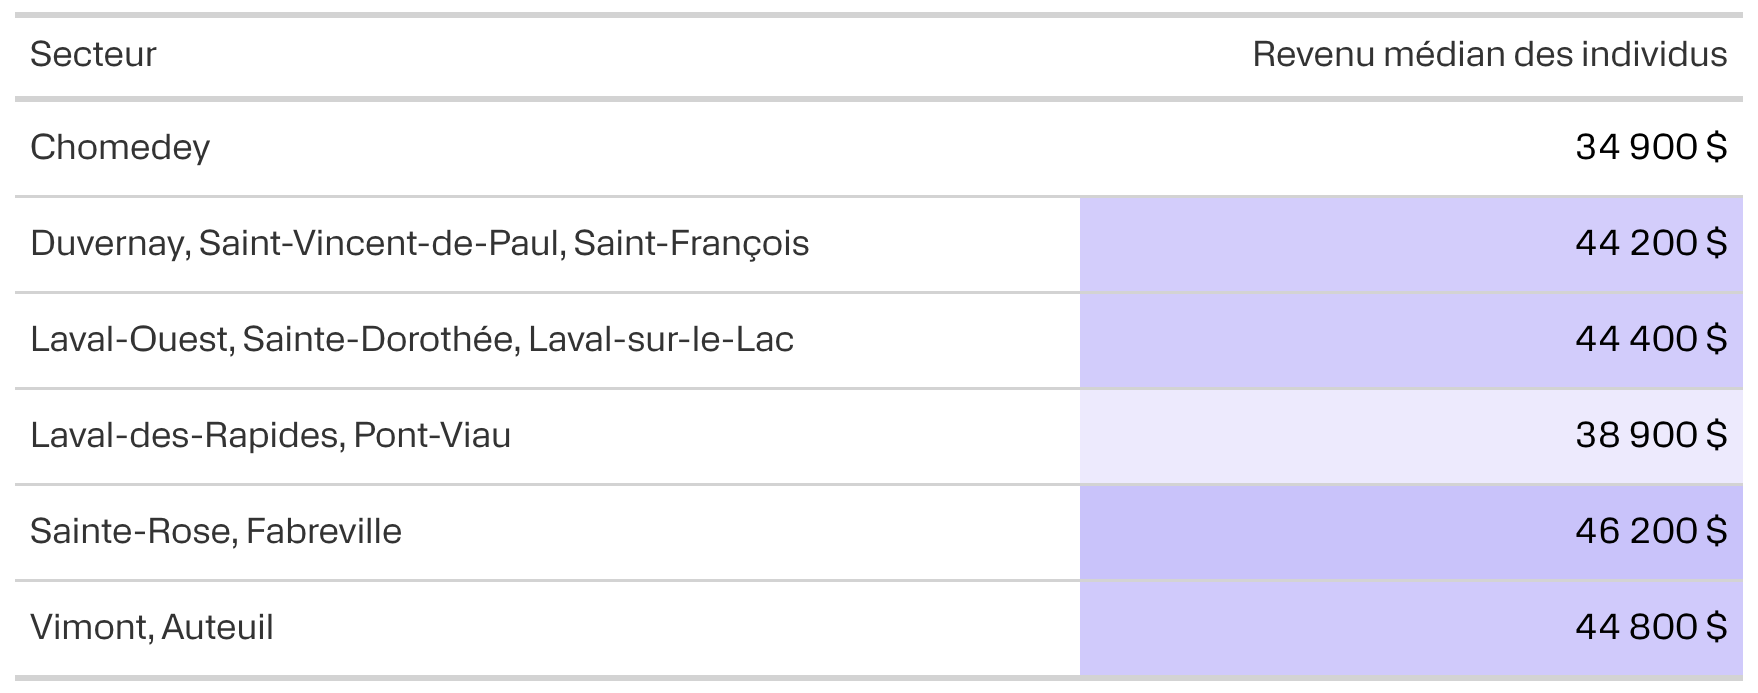 Secteur Revenu médian des individus
Chomedey 34 900 $
Duvernay, Saint-Vincent-de-Paul, Saint-François 44 200 $
Laval-Ouest, Sainte-Dorothée, Laval-sur-le-Lac 44 400 $
Laval-des-Rapides, Pont-Viau 38 900 $
Sainte-Rose, Fabreville 46 200 $
Vimont, Auteuil 44 800 $